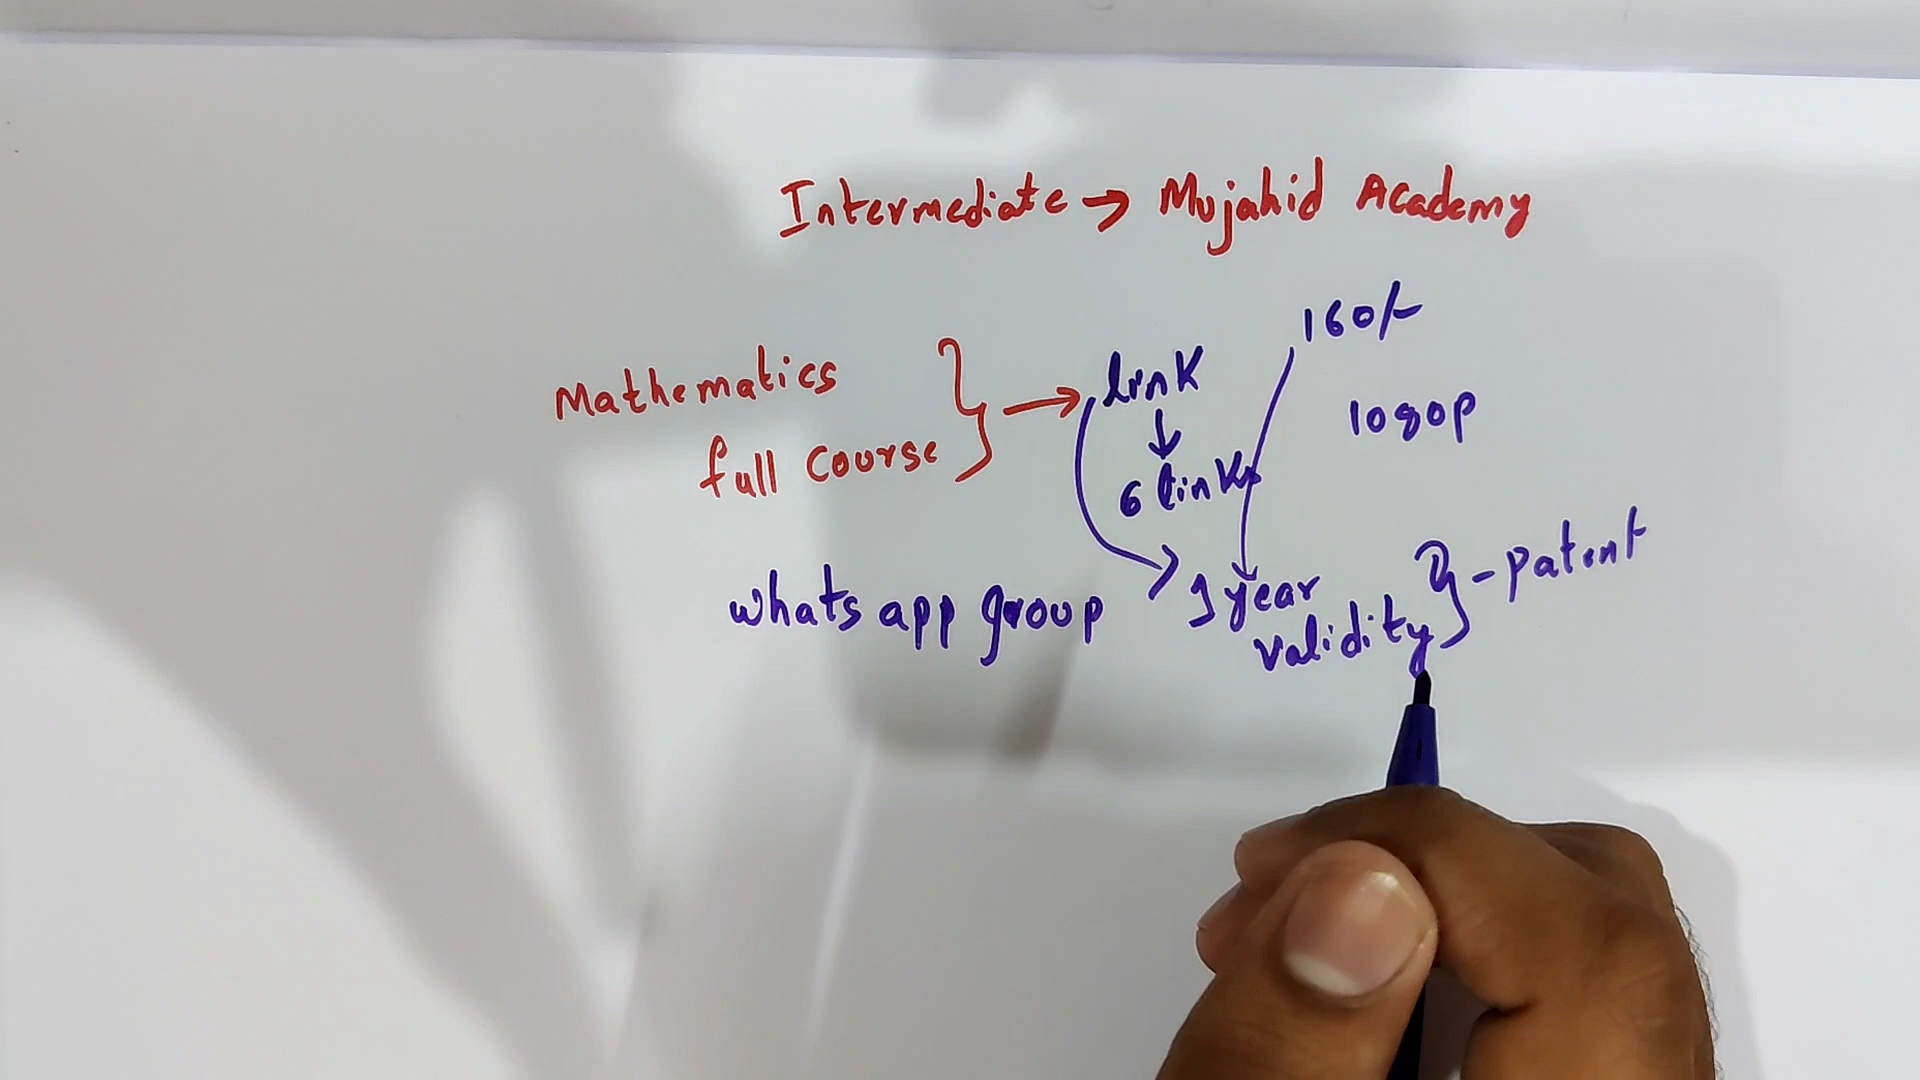 Intermediate → Mujahid Academy
160/-
Mathematics
full Course
→ link
↓
6 links
1080p
whats app group
1 year
validity
- patent